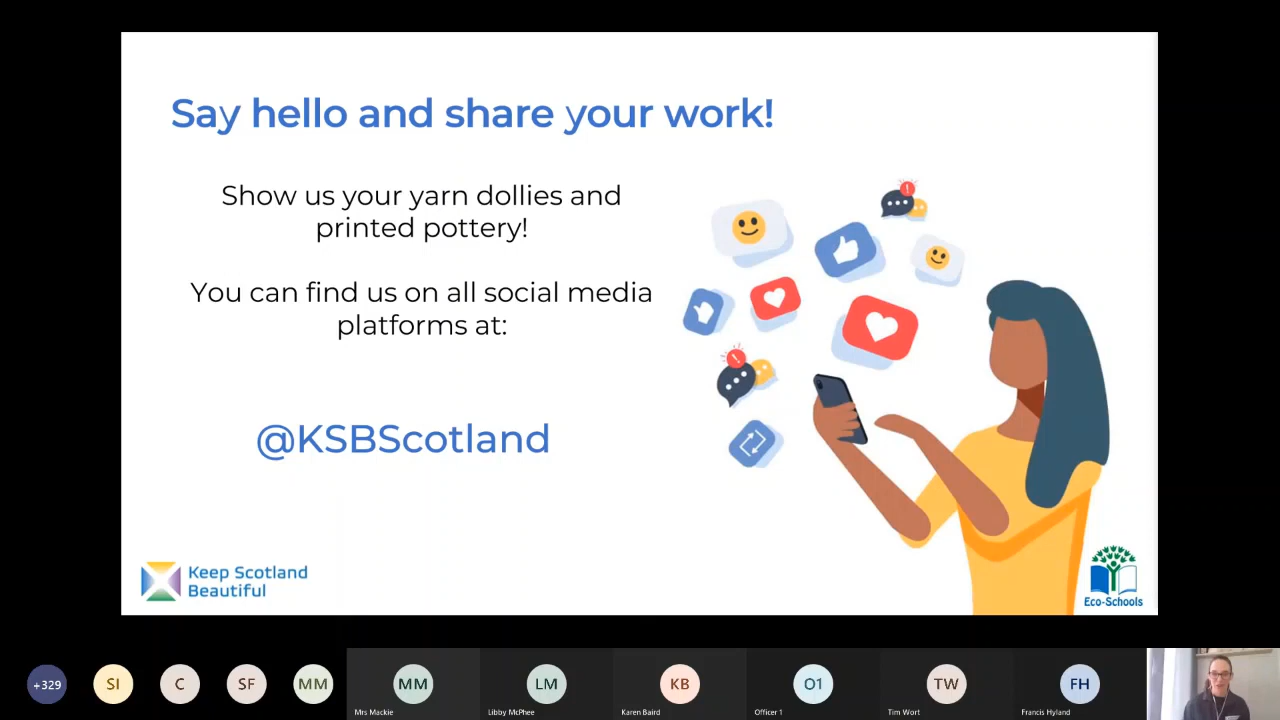 Say hello and share your work!
Show us your yarn dollies and
printed pottery!
You can find us on all social media
platforms at:
@KSBScotland
Keep Scotland
Beautiful
Eco-Schools
+329
SI
C
SF
MM
MM
LM
KB
O1
TW
FH
Mrs Mackie
Libby McPhee
Karen Baird
Officer 1
Tim Wort
Francis Hyland